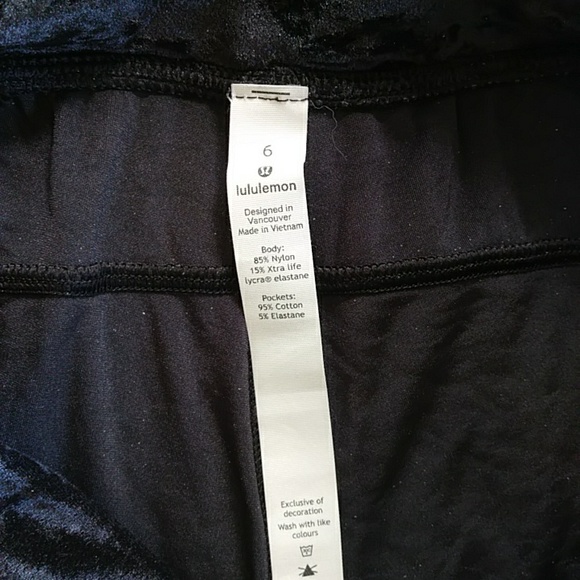 6
lululemon
Designed in
Vancouver
Made in Vietnam
Body:
85% Nylon
15% Xtra life
lycra® elastane
Pockets:
95% Cotton
5% Elastane
Exclusive of
decoration
Wash with like
colours